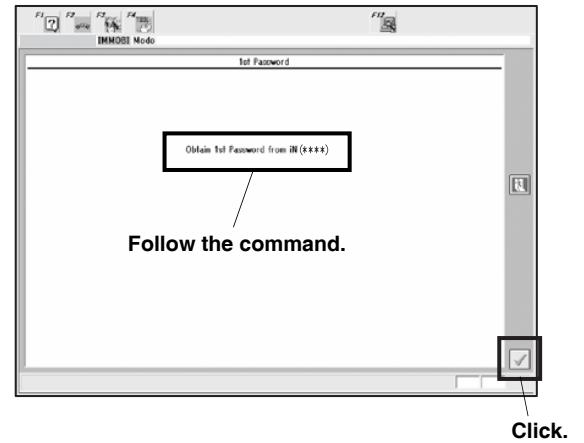 F1 F2 F3 F4 F12
IMMOBI Mode
1st Password
Obtain 1st Password from iN (****)
Follow the command.
Click.